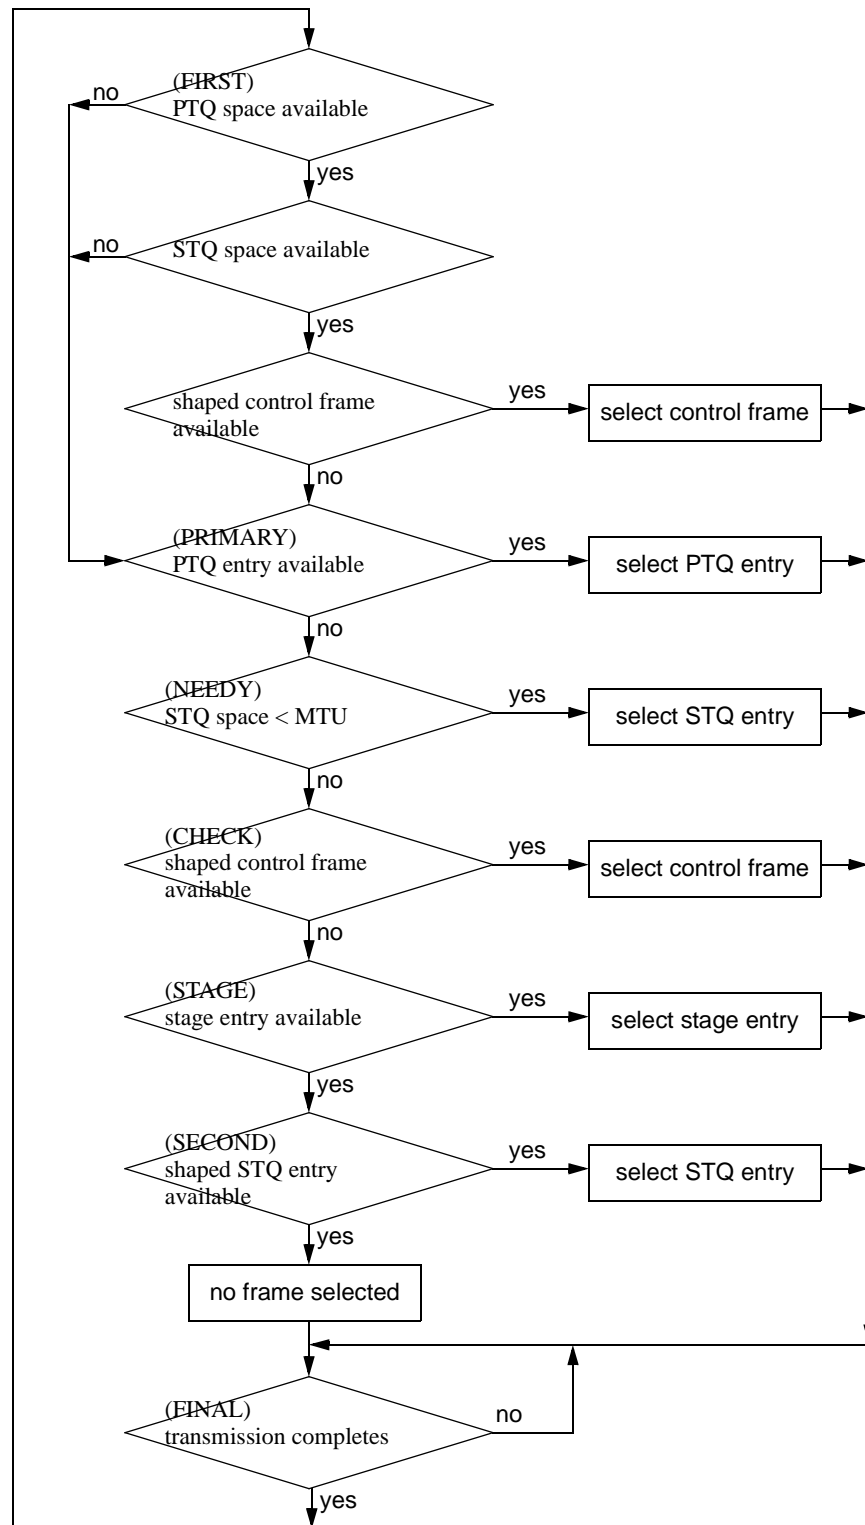 (FIRST)
no
PTQ space available
yes
no
STQ space available
yes
shaped control frame
available
yes
select control frame
no
(PRIMARY)
PTQ entry available
yes
select PTQ entry
no
(NEEDY)
STQ space < MTU
yes
select STQ entry
no
(CHECK)
shaped control frame
available
yes
select control frame
no
(STAGE)
stage entry available
yes
select stage entry
yes
(SECOND)
shaped STQ entry
available
yes
select STQ entry
yes
no frame selected
(FINAL)
transmission completes
no
yes